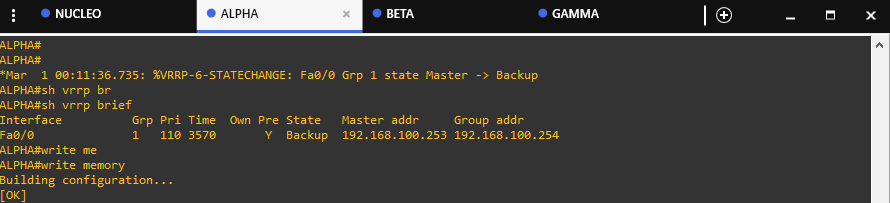 NUCLEO ALPHA × BETA GAMMA
ALPHA#
ALPHA#
*Mar  1 00:11:36.735: %VRRP-6-STATECHANGE: Fa0/0 Grp 1 state Master -> Backup
ALPHA#sh vrrp br
ALPHA#sh vrrp brief
Interface          Grp Pri Time  Own Pre State   Master addr     Group addr
Fa0/0              1   110 3570       Y  Backup  192.168.100.253 192.168.100.254
ALPHA#write me
ALPHA#write memory
Building configuration...
[OK]